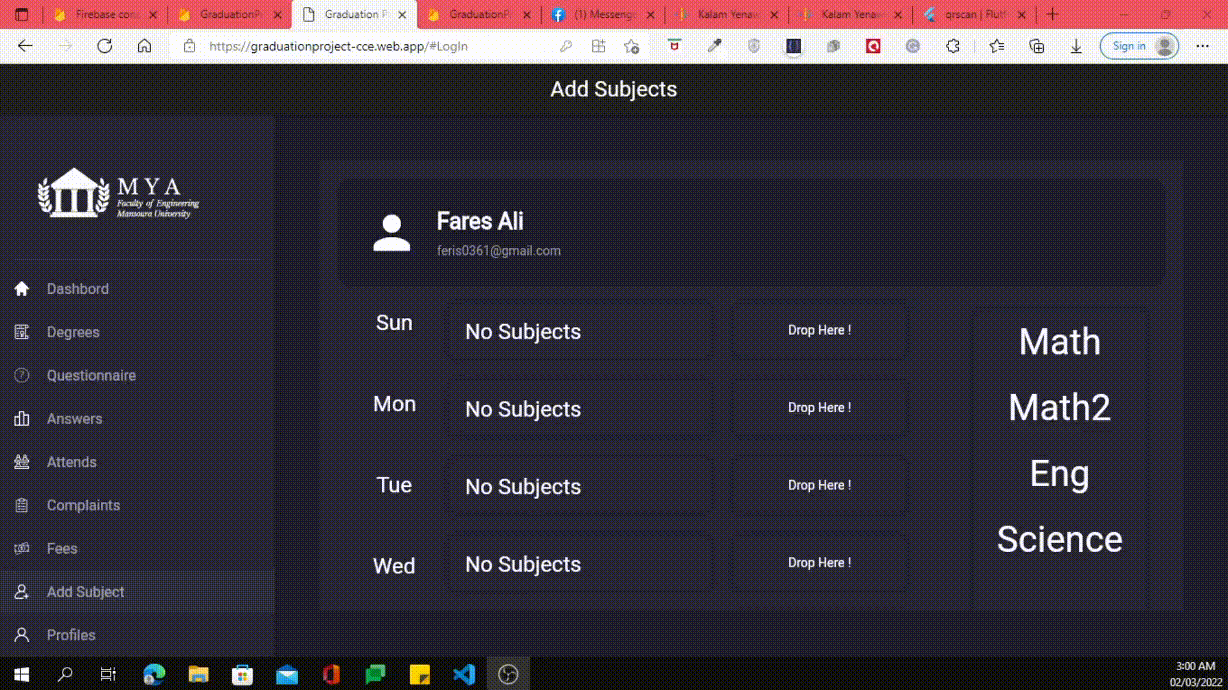 Firebase con
GraduationP
Graduation P
GraduationP
(1) Messeng
Kalam Yenaw
Kalam Yenaw
qrscan | Flutt
https://graduationproject-cce.web.app/#LogIn
Sign in
Add Subjects
MYA
Faculty of Engineering
Mansoura University
Dashbord
Degrees
Questionnaire
Answers
Attends
Complaints
Fees
Add Subject
Profiles
Fares Ali
feris0361@gmail.com
Sun
No Subjects
Drop Here !
Mon
No Subjects
Drop Here !
Tue
No Subjects
Drop Here !
Wed
No Subjects
Drop Here !
Math
Math2
Eng
Science
3:00 AM
02/03/2022